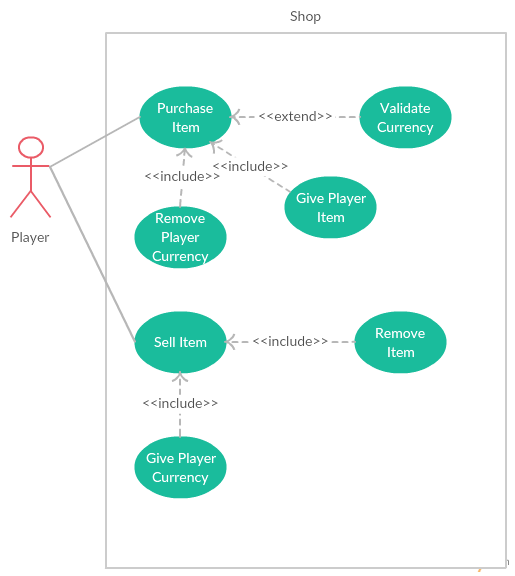 Shop
Purchase
Item
<<extend>>
Validate
Currency
<<include>>
<<include>>
Give Player
Item
Remove
Player
Currency
Player
Sell Item
<<include>>
Remove
Item
<<include>>
Give Player
Currency